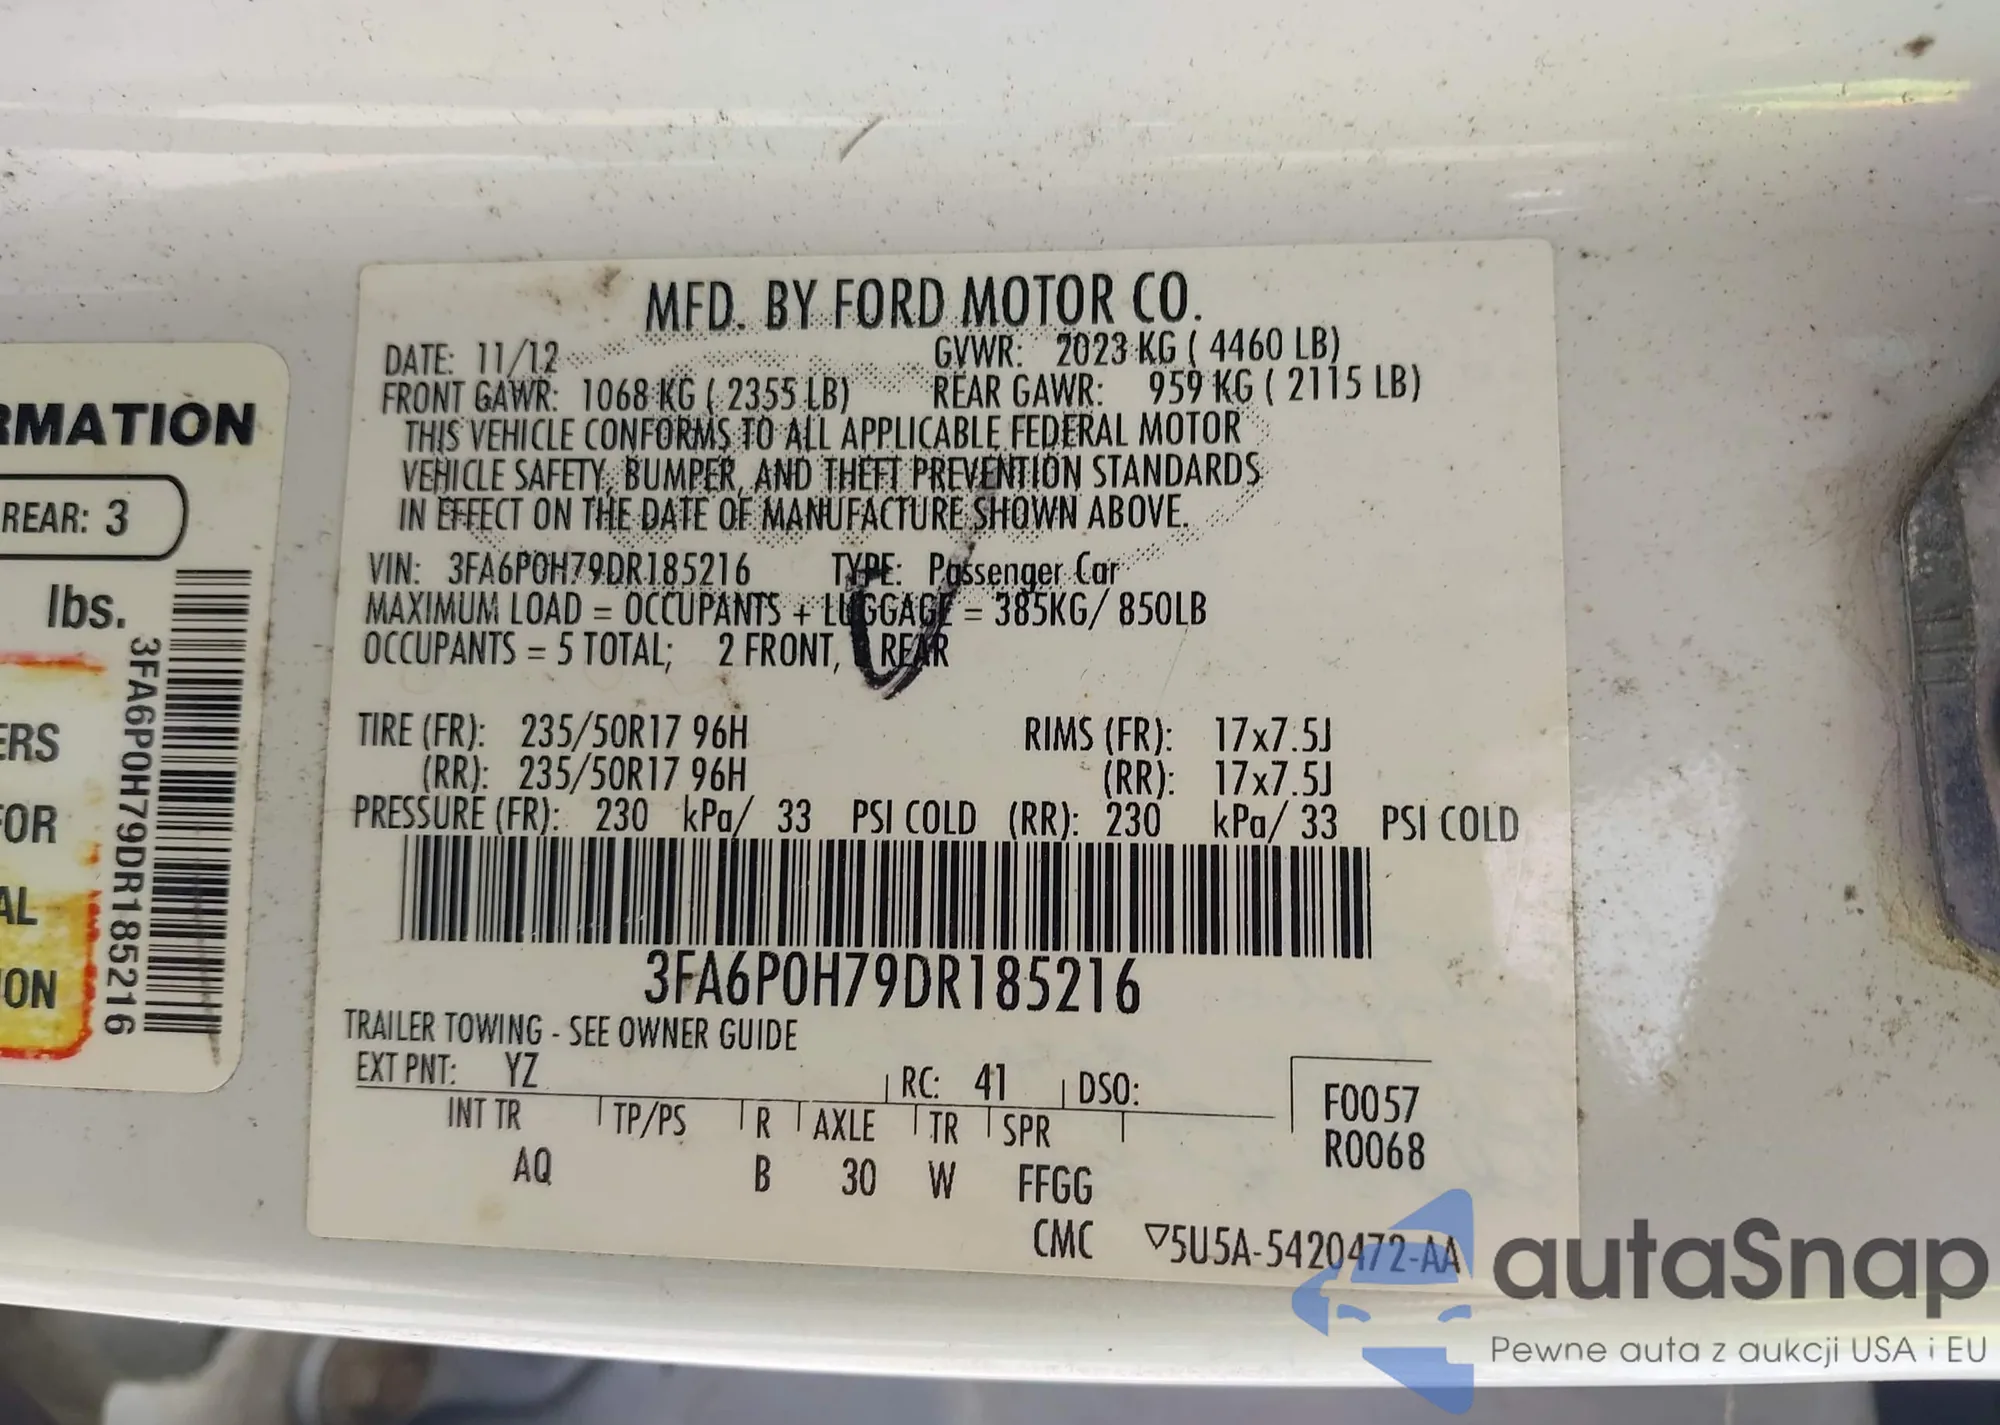 MFD. BY FORD MOTOR CO.
DATE: 11/12 GVWR: 2023 KG ( 4460 LB)
FRONT GAWR: 1068 KG ( 2355 LB) REAR GAWR: 959 KG ( 2115 LB)
THIS VEHICLE CONFORMS TO ALL APPLICABLE FEDERAL MOTOR
VEHICLE SAFETY, BUMPER, AND THEFT PREVENTION STANDARDS
IN EFFECT ON THE DATE OF MANUFACTURE SHOWN ABOVE.
VIN: 3FA6P0H79DR185216 TYPE: Passenger Car
MAXIMUM LOAD = OCCUPANTS + LUGGAGE = 385KG/ 850LB
OCCUPANTS = 5 TOTAL; 2 FRONT, REAR
TIRE (FR): 235/50R17 96H RIMS (FR): 17x7.5J
(RR): 235/50R17 96H (RR): 17x7.5J
PRESSURE (FR): 230 kPa/ 33 PSI COLD (RR): 230 kPa/ 33 PSI COLD
3FA6P0H79DR185216
TRAILER TOWING - SEE OWNER GUIDE
EXT PNT: YZ RC: 41 DSO:
INT TR TP/PS R AXLE TR SPR
AQ B 30 W FFGG
F0057
R0068
CMC ▽5U5A-5420472-AA
RMATION
REAR: 3
lbs.
ERS
FOR
AL
ION
3FA6P0H79DR185216
autaSnap
Pewne auta z aukcji USA i EU